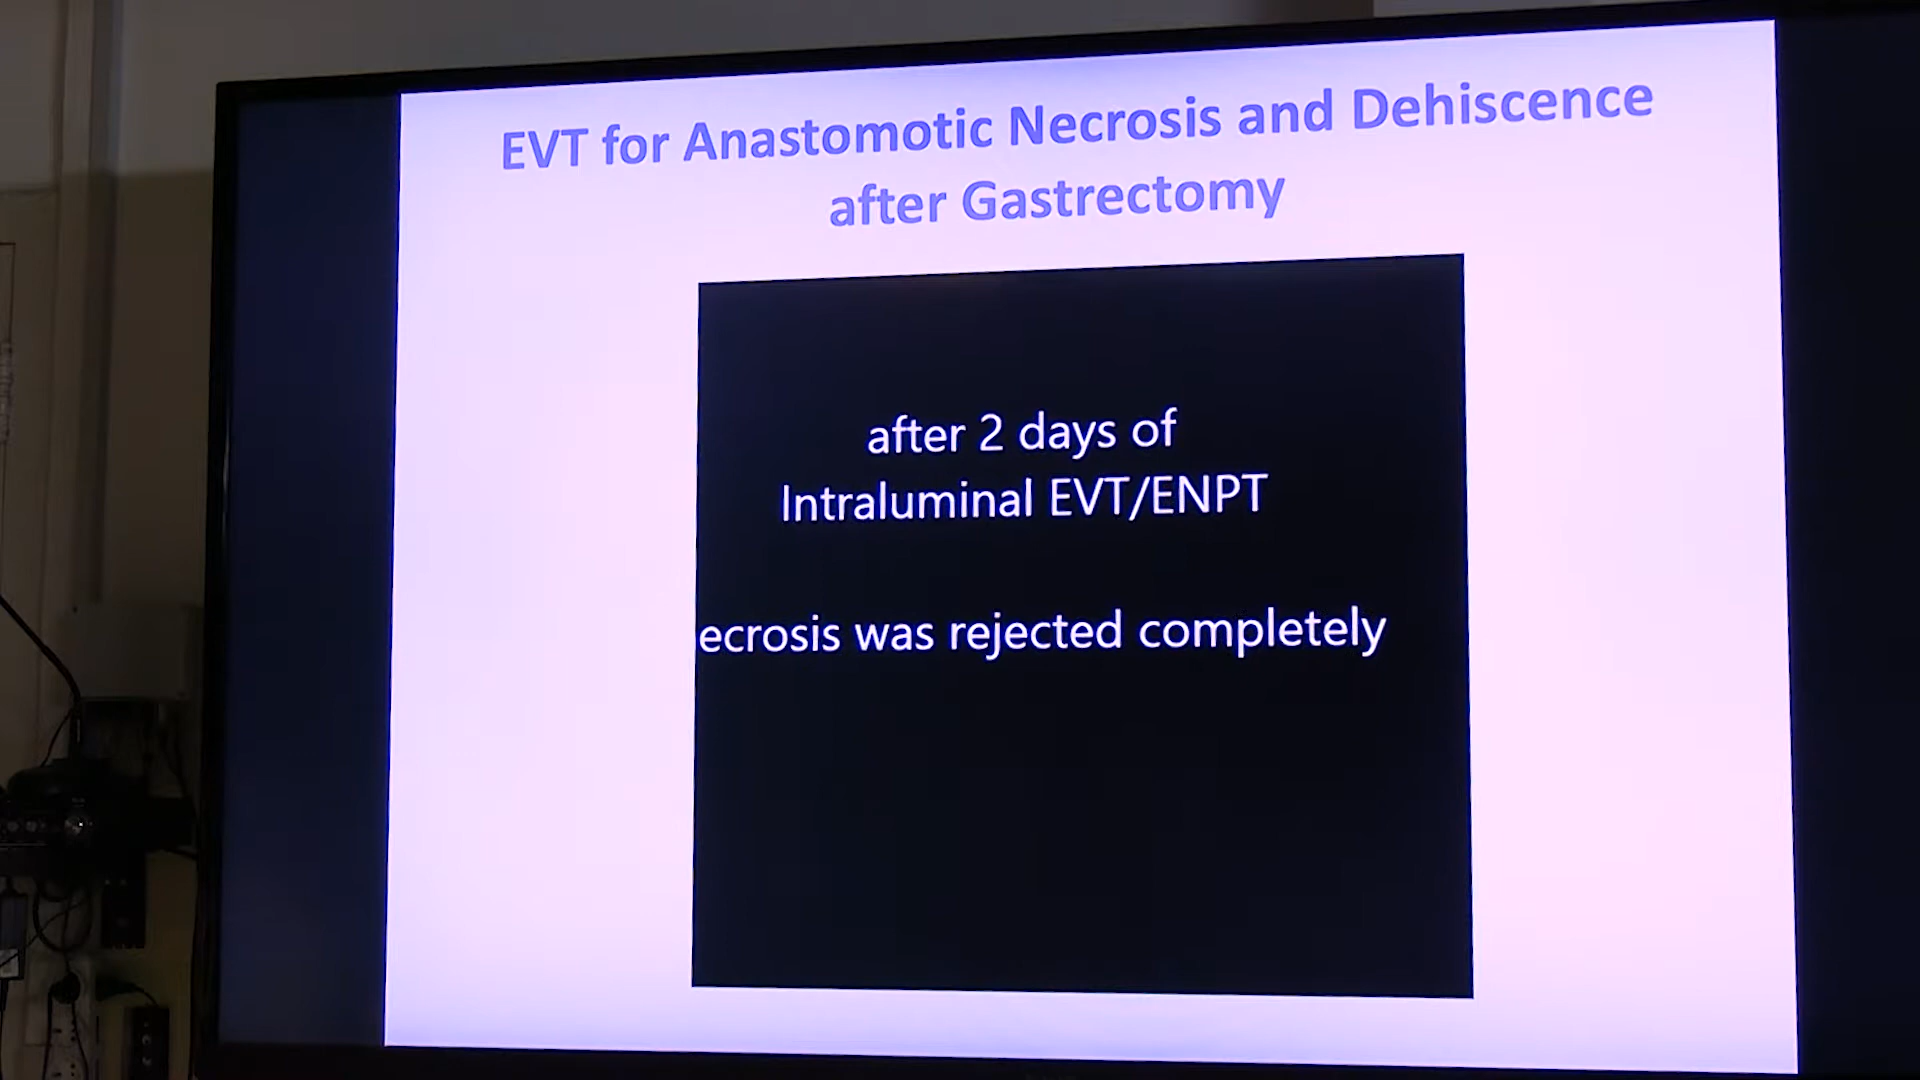 EVT for Anastomotic Necrosis and Dehiscence
after Gastrectomy
after 2 days of
Intraluminal EVT/ENPT
ecrosis was rejected completely